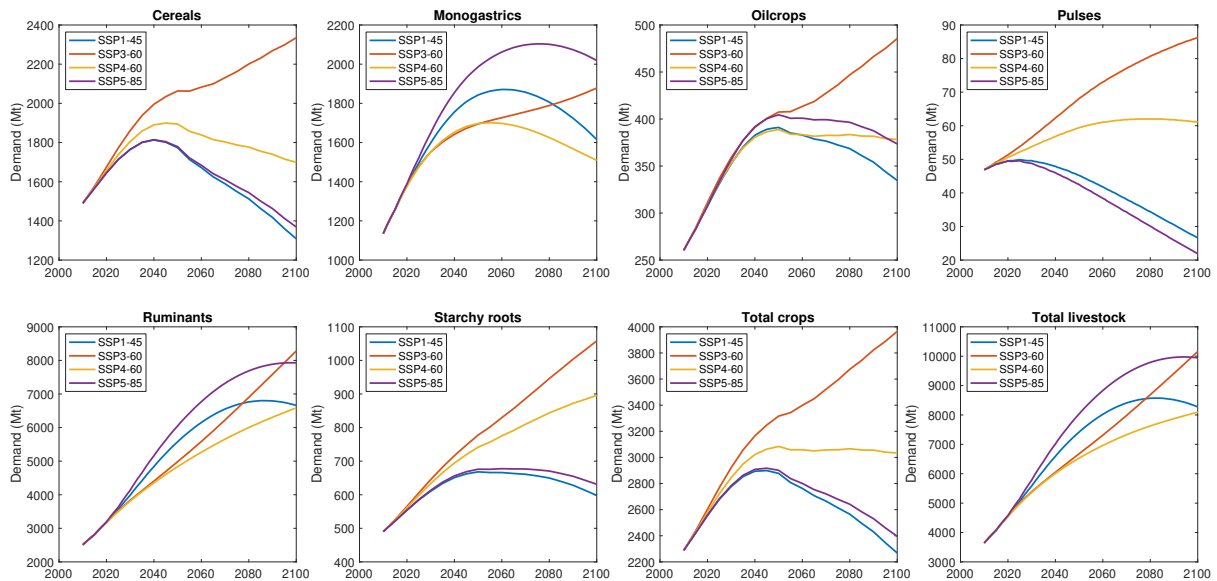 Cereals
Demand (Mt)
2400
2200
2000
1800
1600
1400
1200
2000 2020 2040 2060 2080 2100
SSP1-45
SSP3-60
SSP4-60
SSP5-85
Monogastrics
Demand (Mt)
2200
2000
1800
1600
1400
1200
1000
2000 2020 2040 2060 2080 2100
SSP1-45
SSP3-60
SSP4-60
SSP5-85
Oilcrops
Demand (Mt)
500
450
400
350
300
250
2000 2020 2040 2060 2080 2100
SSP1-45
SSP3-60
SSP4-60
SSP5-85
Pulses
Demand (Mt)
90
80
70
60
50
40
30
20
2000 2020 2040 2060 2080 2100
SSP1-45
SSP3-60
SSP4-60
SSP5-85
Ruminants
Demand (Mt)
9000
8000
7000
6000
5000
4000
3000
2000
2000 2020 2040 2060 2080 2100
SSP1-45
SSP3-60
SSP4-60
SSP5-85
Starchy roots
Demand (Mt)
1100
1000
900
800
700
600
500
400
2000 2020 2040 2060 2080 2100
SSP1-45
SSP3-60
SSP4-60
SSP5-85
Total crops
Demand (Mt)
4000
3800
3600
3400
3200
3000
2800
2600
2400
2200
2000 2020 2040 2060 2080 2100
SSP1-45
SSP3-60
SSP4-60
SSP5-85
Total livestock
Demand (Mt)
11000
10000
9000
8000
7000
6000
5000
4000
3000
2000 2020 2040 2060 2080 2100
SSP1-45
SSP3-60
SSP4-60
SSP5-85